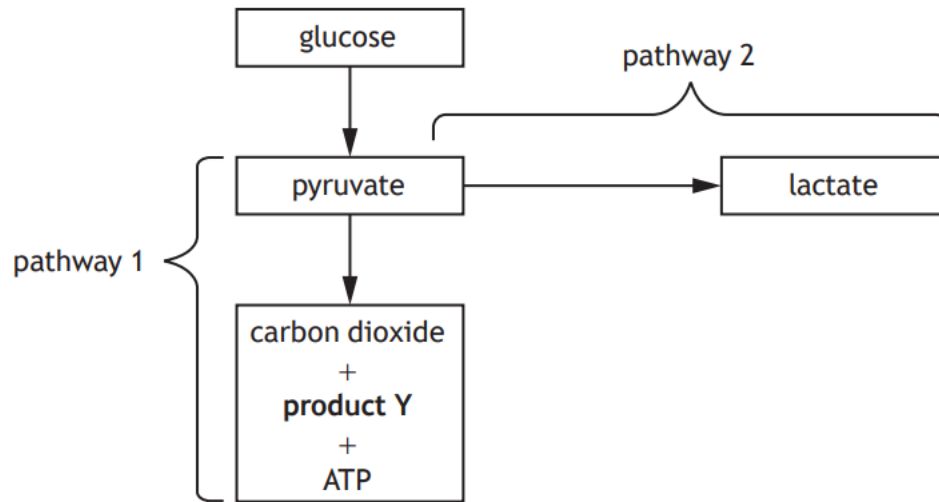 glucose
pathway 2
pyruvate
lactate
pathway 1
carbon dioxide
+
product Y
+
ATP